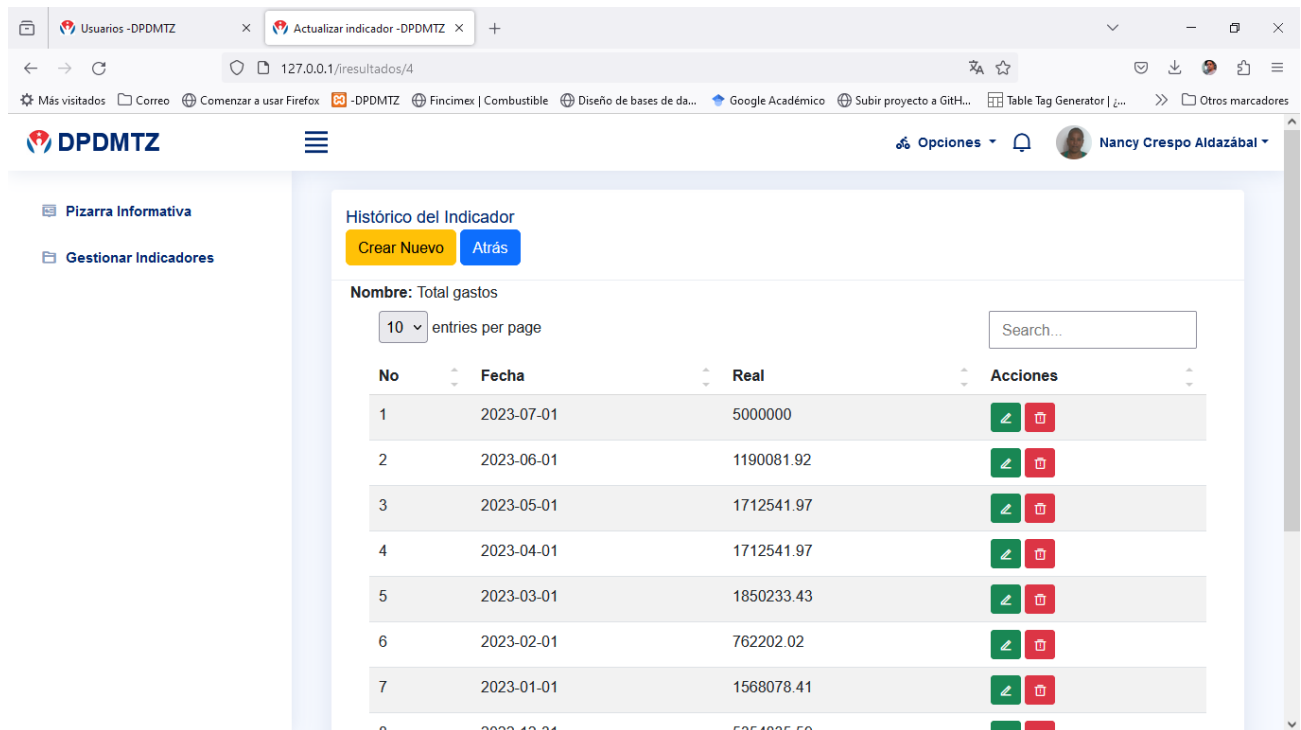 Usuarios -DPDMTZ
Actualizar indicador -DPDMTZ
127.0.0.1/iresultados/4
Más visitados Correo Comenzar a usar Firefox -DPDMTZ Fincimex | Combustible Diseño de bases de da... Google Académico Subir proyecto a GitH... Table Tag Generator | ¿... Otros marcadores
DPDMTZ
Opciones
Nancy Crespo Aldazábal
Pizarra Informativa
Gestionar Indicadores
Histórico del Indicador
Crear Nuevo Atrás
Nombre: Total gastos
10 entries per page
Search...
No Fecha Real Acciones
1 2023-07-01 5000000
2 2023-06-01 1190081.92
3 2023-05-01 1712541.97
4 2023-04-01 1712541.97
5 2023-03-01 1850233.43
6 2023-02-01 762202.02
7 2023-01-01 1568078.41